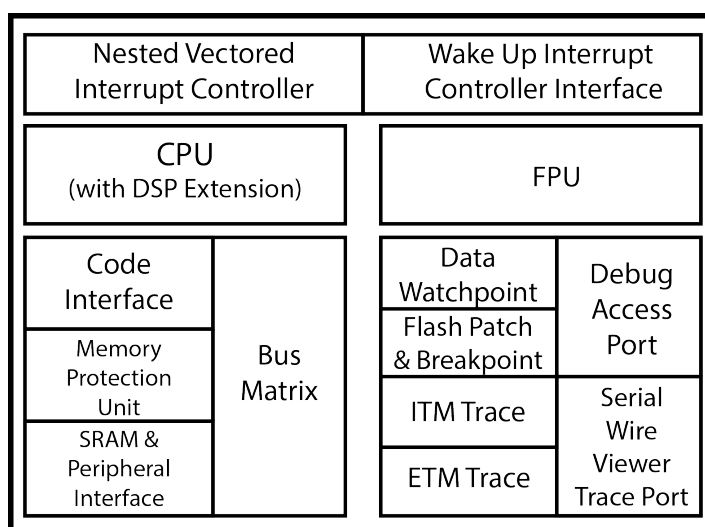 Nested Vectored
Interrupt Controller
Wake Up Interrupt
Controller Interface
CPU
(with DSP Extension)
FPU
Code
Interface
Memory
Protection
Unit
SRAM &
Peripheral
Interface
Bus
Matrix
Data
Watchpoint
Flash Patch
& Breakpoint
ITM Trace
ETM Trace
Debug
Access
Port
Serial
Wire
Viewer
Trace Port